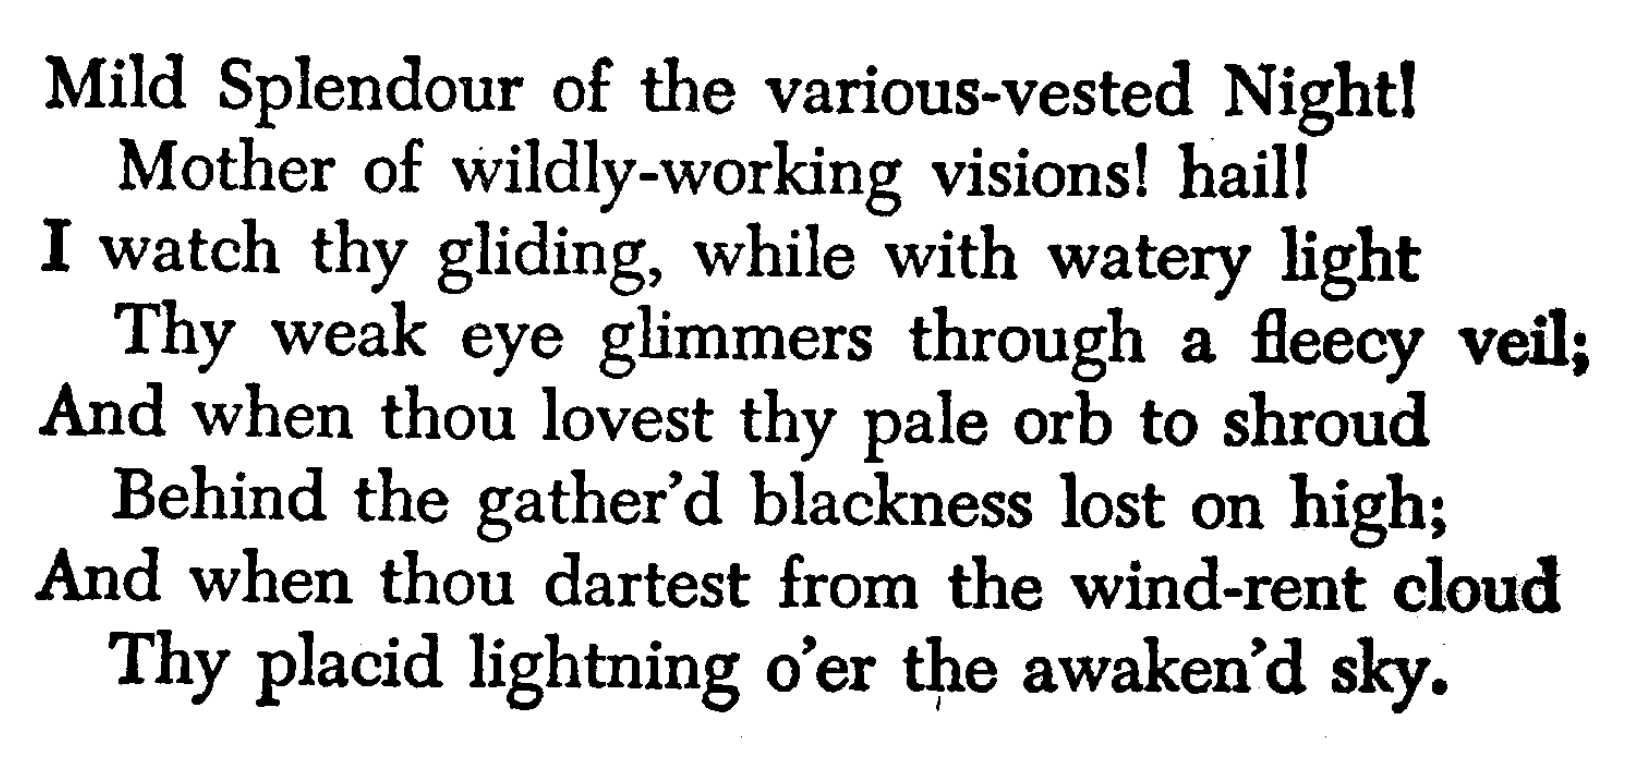 Mild Splendour of the various-vested Night!
Mother of wildly-working visions! hail!
I watch thy gliding, while with watery light
Thy weak eye glimmers through a fleecy veil;
And when thou lovest thy pale orb to shroud
Behind the gather’d blackness lost on high;
And when thou dartest from the wind-rent cloud
Thy placid lightning o’er the awaken’d sky.